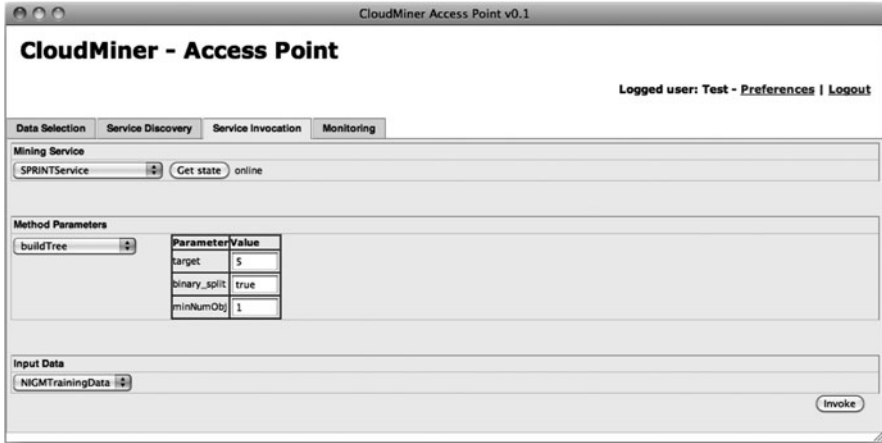 CloudMiner Access Point v0.1
CloudMiner - Access Point
Logged user: Test - Preferences | Logout
Data Selection Service Discovery Service Invocation Monitoring
Mining Service
SPRINTService Get state online
Method Parameters
buildTree
Parameter Value
target 5
binary_split true
minNumObj 1
Input Data
NIGMTrainingData
Invoke